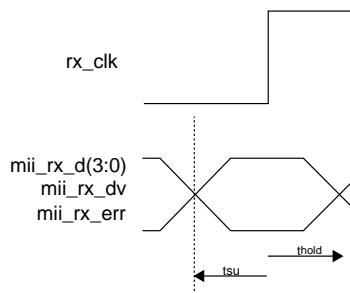 rx_clk
mii_rx_d(3:0)
mii_rx_dv
mii_rx_err
thold
tsu